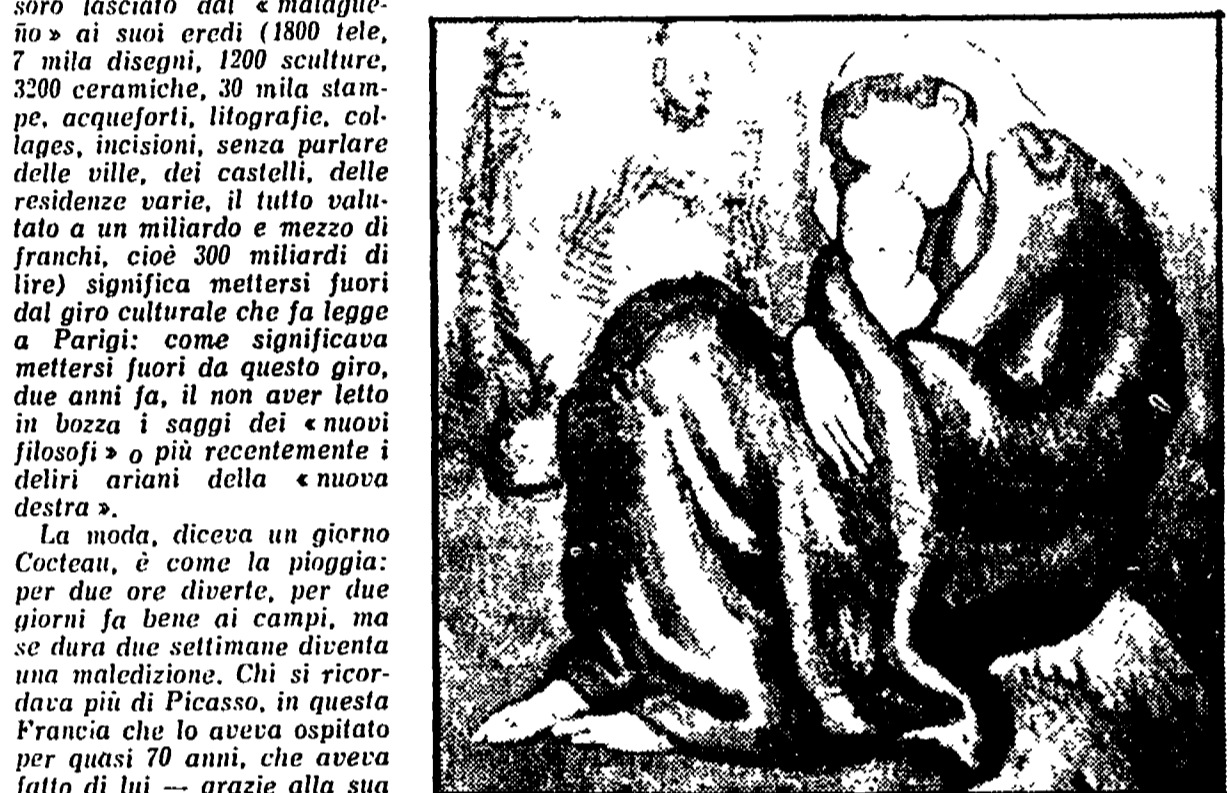 soro lasciato dal « malague-
ño » ai suoi eredi (1800 tele,
7 mila disegni, 1200 sculture,
3200 ceramiche, 30 mila stam-
pe, acqueforti, litografie, col-
lages, incisioni, senza parlare
delle ville, dei castelli, delle
residenze varie, il tutto valu-
tato a un miliardo e mezzo di
franchi, cioè 300 miliardi di
lire) significa mettersi fuori
dal giro culturale che fa legge
a Parigi: come significava
mettersi fuori da questo giro,
due anni fa, il non aver letto
in bozza i saggi dei « nuovi
filosofi » o più recentemente i
deliri ariani della « nuova
destra ».
La moda, diceva un giorno
Cocteau, è come la pioggia:
per due ore diverte, per due
giorni fa bene ai campi, ma
se dura due settimane diventa
una maledizione. Chi si ricor-
dava più di Picasso, in questa
Francia che lo aveva ospitato
per quasi 70 anni, che aveva
fatto di lui — grazie alla sua